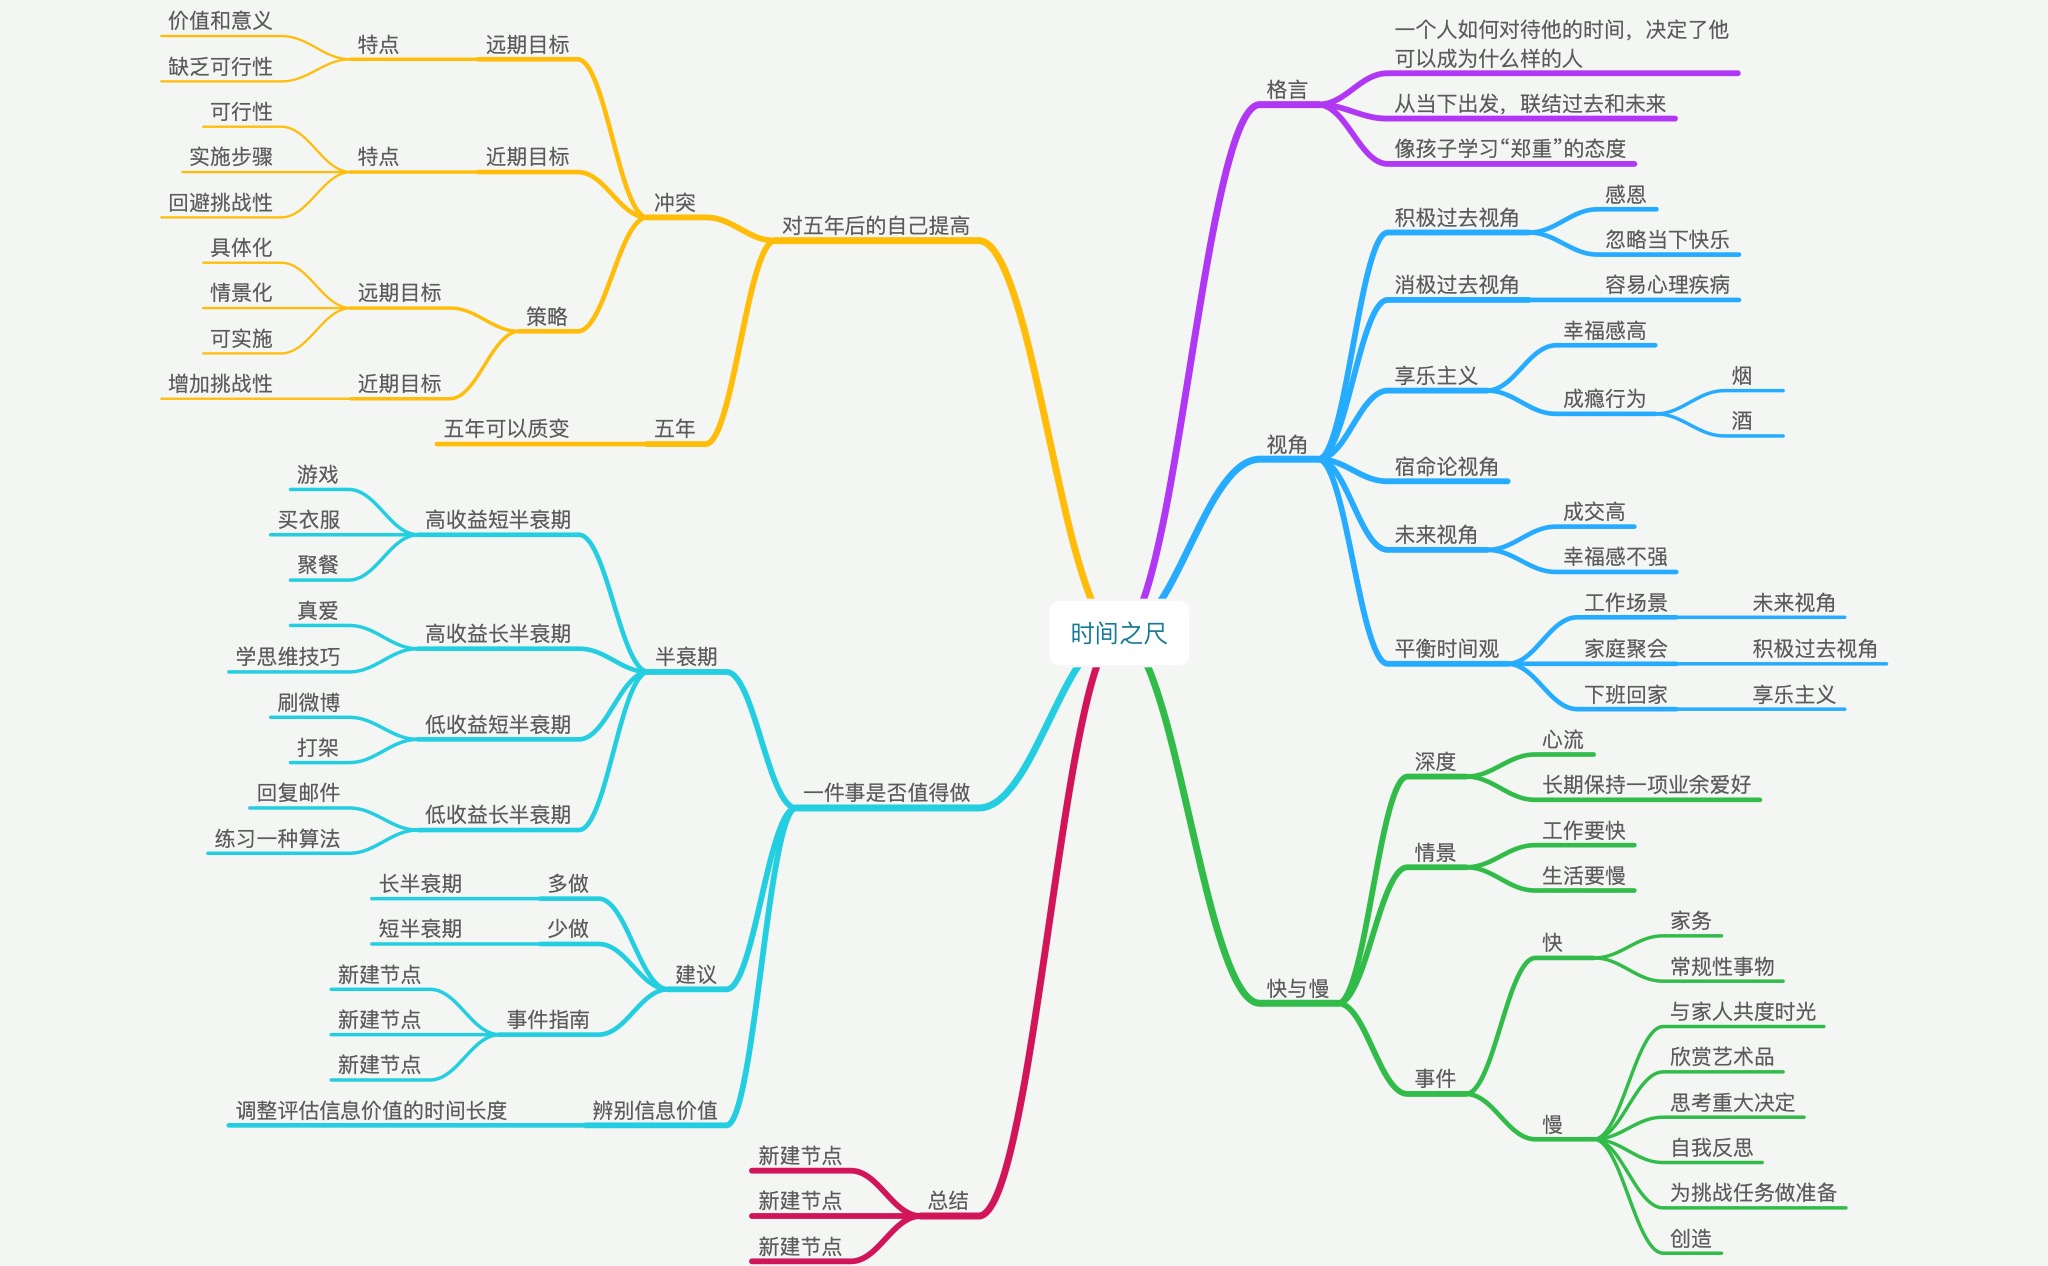 时间之尺
格言
一个人如何对待他的时间，决定了他
可以成为什么样的人
从当下出发，联结过去和未来
像孩子学习“郑重”的态度
视角
积极过去视角
感恩
忽略当下快乐
消极过去视角
容易心理疾病
享乐主义
幸福感高
成瘾行为
烟
酒
宿命论视角
未来视角
成交高
幸福感不强
平衡时间观
工作场景
未来视角
家庭聚会
积极过去视角
下班回家
享乐主义
快与慢
深度
心流
长期保持一项业余爱好
情景
工作要快
生活要慢
事件
快
家务
常规性事物
慢
与家人共度时光
欣赏艺术品
思考重大决定
自我反思
为挑战任务做准备
创造
对五年后的自己提高
冲突
远期目标
特点
价值和意义
缺乏可行性
近期目标
特点
可行性
实施步骤
回避挑战性
策略
远期目标
具体化
情景化
可实施
近期目标
增加挑战性
五年
五年可以质变
一件事是否值得做
半衰期
高收益短半衰期
游戏
买衣服
聚餐
高收益长半衰期
真爱
学思维技巧
低收益短半衰期
刷微博
打架
低收益长半衰期
回复邮件
练习一种算法
建议
多做
长半衰期
少做
短半衰期
事件指南
新建节点
新建节点
新建节点
辨别信息价值
调整评估信息价值的时间长度
总结
新建节点
新建节点
新建节点